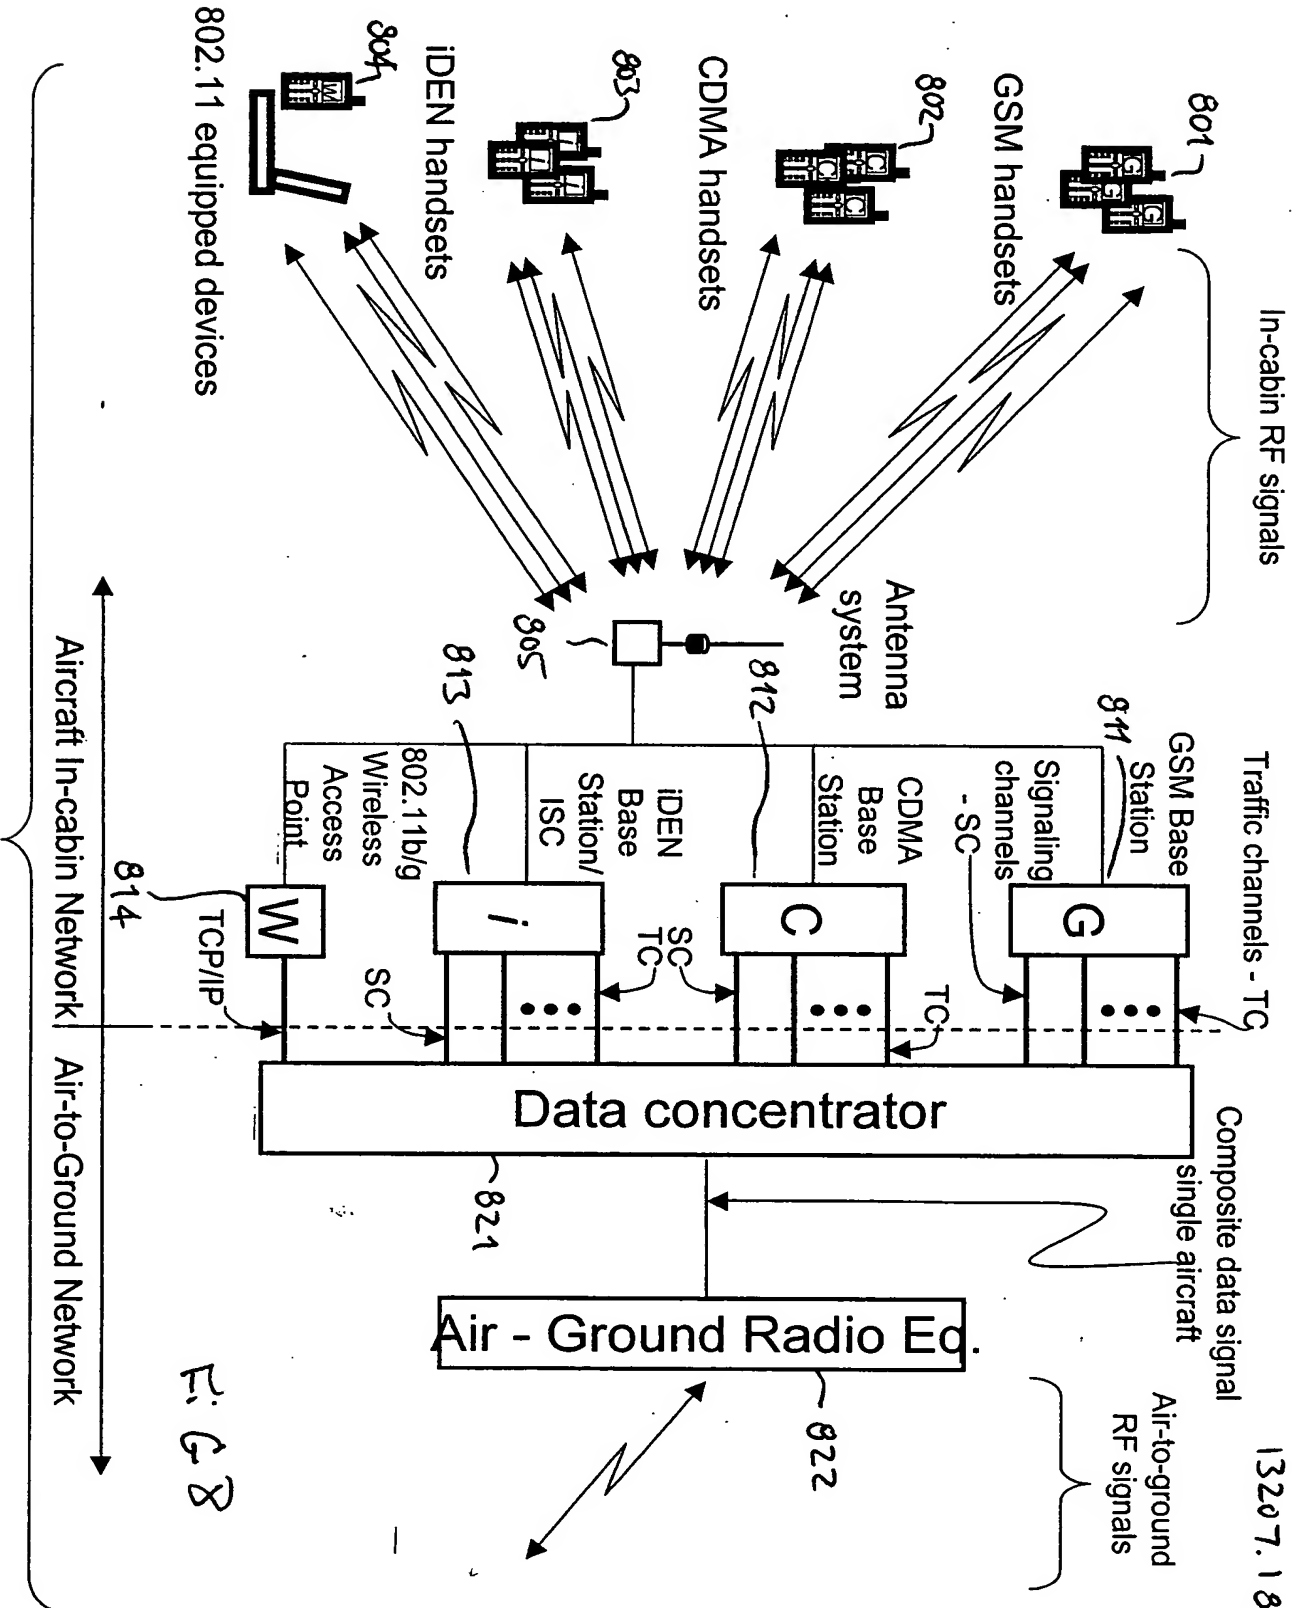 13207.18
In-cabin RF signals
Traffic channels - TC
Composite data signal
single aircraft
Air-to-ground
RF signals
801
G
G
G
GSM handsets
GSM Base
Station
811
Signaling
channels
- SC
G
802
C
C
C
CDMA handsets
Antenna
system
CDMA
Base
Station
812
C
TC
SC
803
I
I
I
iDEN handsets
805
iDEN
Base
Station/
ISC
813
i
TC
SC
804
W
802.11 equipped devices
802.11b/g
Wireless
Access
Point
814
W
TCP/IP
Data concentrator
821
Air - Ground Radio Eq.
822
Aircraft In-cabin Network
Air-to-Ground Network
FiG 8